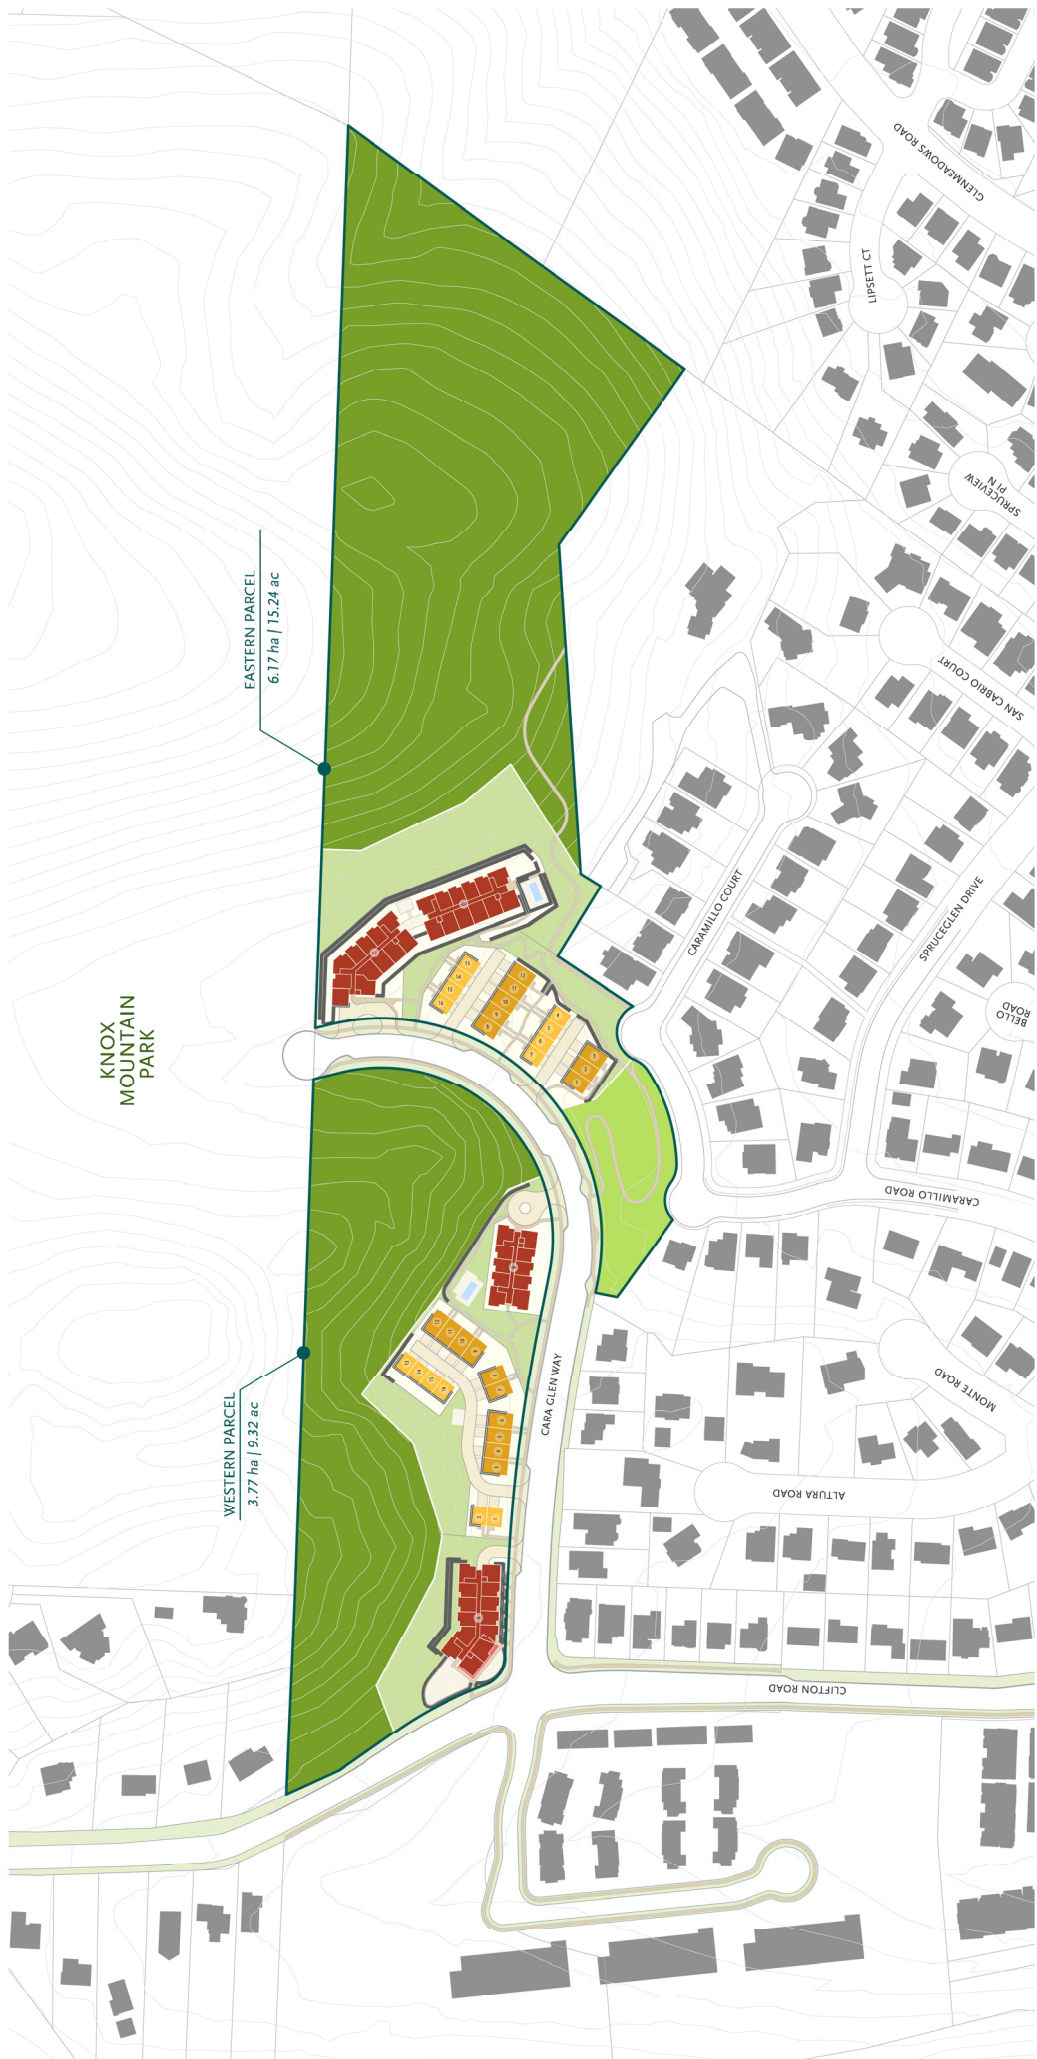 GLENMEADOWS ROAD
LIPSETT CT
SPRUCEVIEW
PL N
EASTERN PARCEL
6.17 ha | 15.24 ac
SAN CABRIO COURT
CARAMILLO COURT
SPRUCEGLEN DRIVE
BELLO
ROAD
KNOX
MOUNTAIN
PARK
CARAMILLO ROAD
CARA GLEN WAY
MONTE ROAD
WESTERN PARCEL
3.77 ha | 9.32 ac
ALTURA ROAD
CLIFTON ROAD